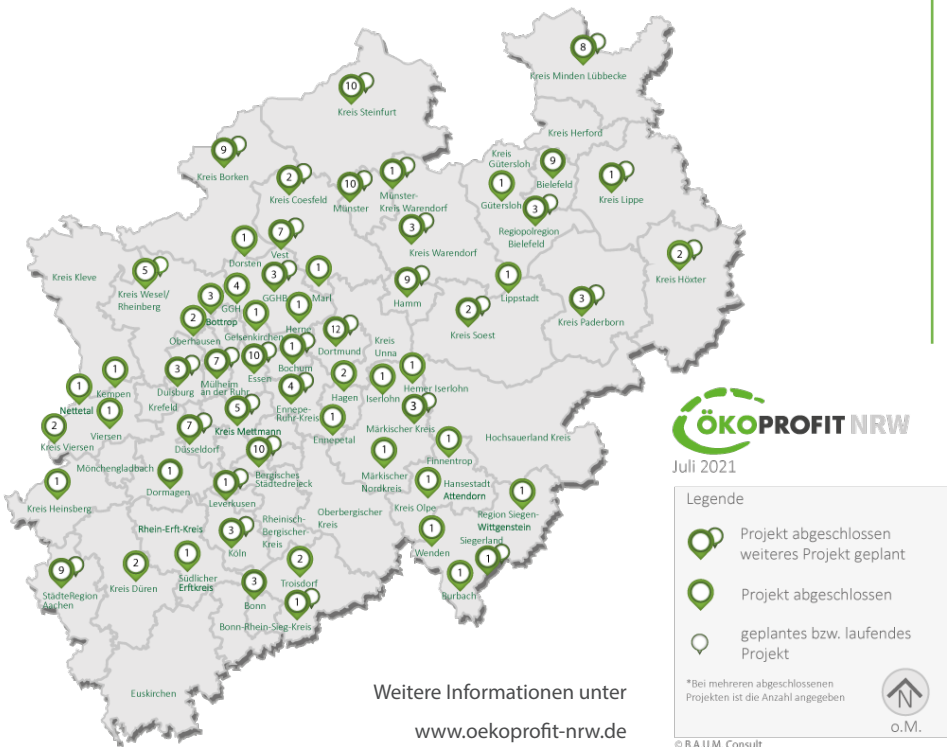 8
Kreis Minden Lübbecke
10
Kreis Steinfurt
Kreis Herford
9
Kreis Borken
2
Kreis Coesfeld
10
Münster
1
Münster-
Kreis Warendorf
Kreis
Gütersloh
1
Gütersloh
9
Bielefeld
1
Kreis Lippe
3
Regiopolregion
Bielefeld
3
Kreis Warendorf
1
Dorsten
7
Vest
2
Kreis Höxter
Kreis Kleve
5
Kreis Wesel/
Rheinberg
4
GGH
3
GGHB
1
Marl
9
Hamm
1
Lippstadt
3
Kreis Paderborn
2
Kreis Soest
3
Bottrop
2
Oberhausen
1
Gelsenkirchen
1
Herne
12
Dortmund
Kreis
Unna
1
Kempen
3
Duisburg
7
Mülheim
an der Ruhr
10
Essen
1
Bochum
2
Hagen
1
Iserlohn
1
Hemer Iserlohn
1
Nettetal
1
Viersen
Krefeld
5
Kreis Mettmann
4
Ennepe-
Ruhr-Kreis
1
Ennepetal
3
Märkischer Kreis
2
Kreis Viersen
7
Düsseldorf
Hochsauerland Kreis
1
Finnentrop
Mönchengladbach
1
Dormagen
10
Bergisches
Städtedreieck
1
Märkischer
Nordkreis
1
Hansestadt
Attendorn
1
Kreis Heinsberg
1
Leverkusen
Kreis Olpe
1
Region Siegen-
Wittgenstein
Rhein-Erft-Kreis
3
Köln
Rheinisch-
Bergischer
Kreis
Oberbergischer
Kreis
1
Wenden
Siegerland
1
9
StädteRegion
Aachen
2
Kreis Düren
1
Südlicher
Erftkreis
3
Bonn
2
Troisdorf
1
Bonn-Rhein-Sieg-Kreis
1
Burbach
Euskirchen
Weitere Informationen unter
www.oekoprofit-nrw.de
ÖKOPROFIT NRW
Juli 2021
Legende
Projekt abgeschlossen
weiteres Projekt geplant
Projekt abgeschlossen
geplantes bzw. laufendes
Projekt
*Bei mehreren abgeschlossenen
Projekten ist die Anzahl angegeben
N
o.M.
© B.A.U.M. Consult